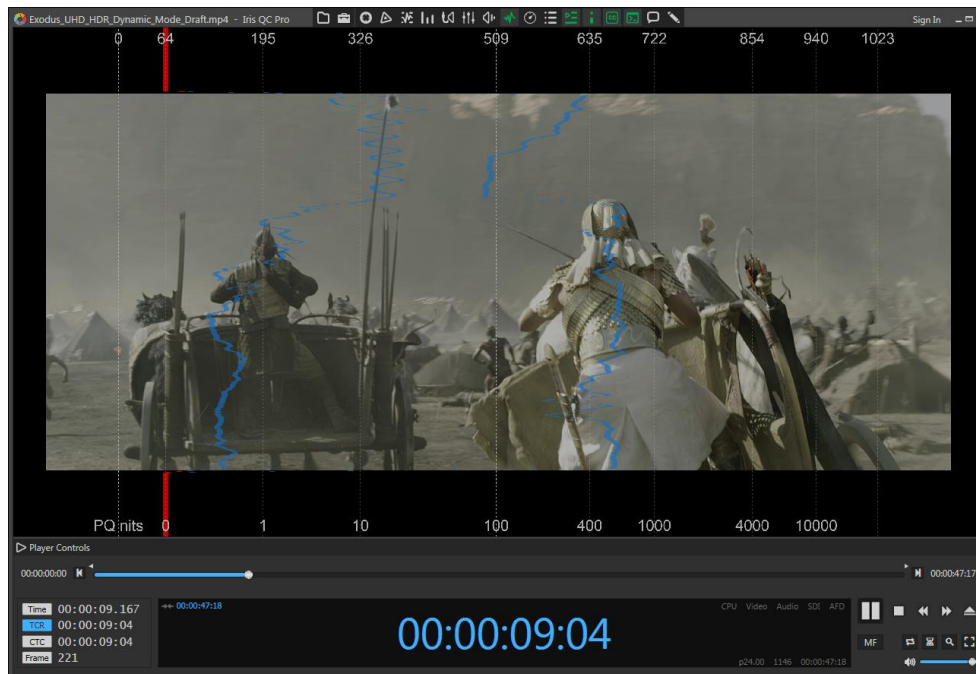 Exodus_UHD_HDR_Dynamic_Mode_Draft.mp4 - Iris QC Pro
Sign In
0 64 195 326 509 635 722 854 940 1023
PQ nits 0 1 10 100 400 1000 4000 10000
Player Controls
00:00:00:00
00:00:47:17
Time 00:00:09.167
TCR 00:00:09:04
CTC 00:00:09:04
Frame 221
00:00:47:18
CPU Video Audio SDI AFD
00:00:09:04
p24.00 1146 00:00:47:18
MF